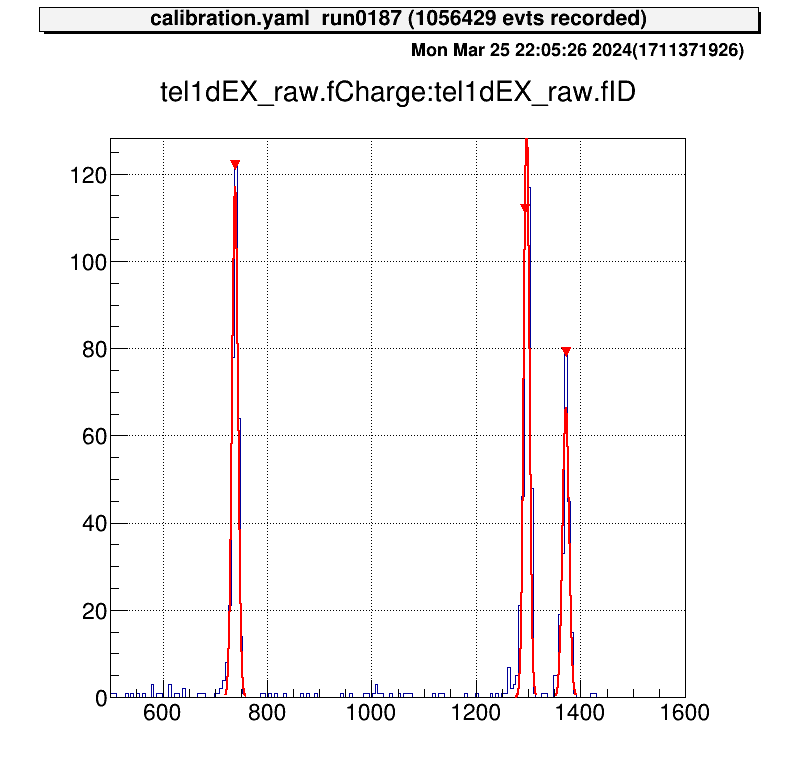 calibration.yaml run0187 (1056429 evts recorded)
Mon Mar 25 22:05:26 2024(1711371926)
tel1dEX_raw.fCharge:tel1dEX_raw.fID
120
100
80
60
40
20
0
600 800 1000 1200 1400 1600